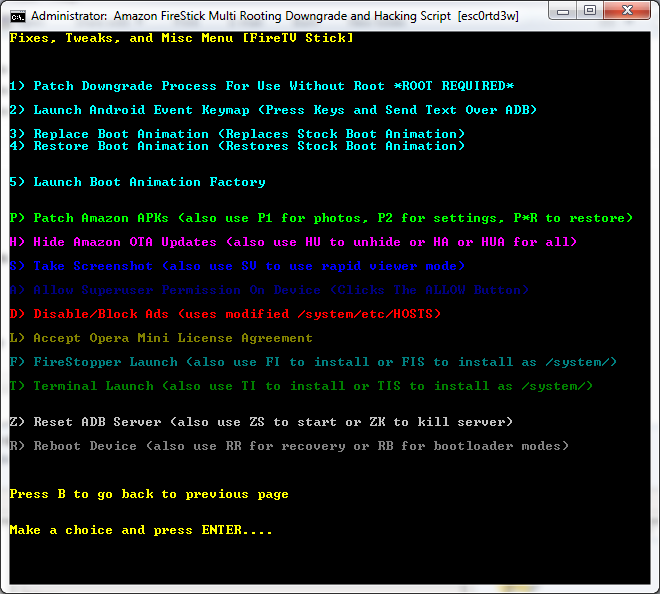 Administrator: Amazon FireStick Multi Rooting Downgrade and Hacking Script [esc0rtd3w]
Fixes, Tweaks, and Misc Menu [FireTV Stick]
1) Patch Downgrade Process For Use Without Root *ROOT REQUIRED*
2) Launch Android Event Keymap (Press Keys and Send Text Over ADB)
3) Replace Boot Animation (Replaces Stock Boot Animation)
4) Restore Boot Animation (Restores Stock Boot Animation)
5) Launch Boot Animation Factory
P) Patch Amazon APKs (also use P1 for photos, P2 for settings, P*R to restore)
H) Hide Amazon OTA Updates (also use HU to unhide or HA or HUA for all)
S) Take Screenshot (also use SV to use rapid viewer mode)
A) Allow Superuser Permission On Device (Clicks The ALLOW Button)
D) Disable/Block Ads (uses modified /system/etc/HOSTS)
L) Accept Opera Mini License Agreement
F) FireStopper Launch (also use FI to install or FIS to install as /system/)
T) Terminal Launch (also use TI to install or TIS to install as /system/)
Z) Reset ADB Server (also use ZS to start or ZK to kill server)
R) Reboot Device (also use RR for recovery or RB for bootloader modes)
Press B to go back to previous page
Make a choice and press ENTER....